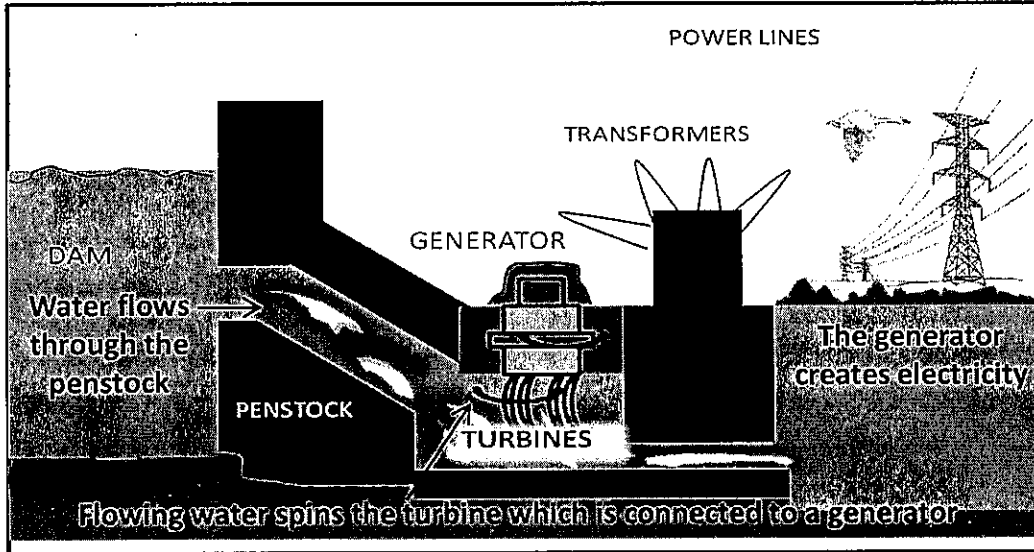 POWER LINES
TRANSFORMERS
GENERATOR
DAM
Water flows
through the
penstock
The generator
creates electricity
PENSTOCK
TURBINES
Flowing water spins the turbine which is connected to a generator